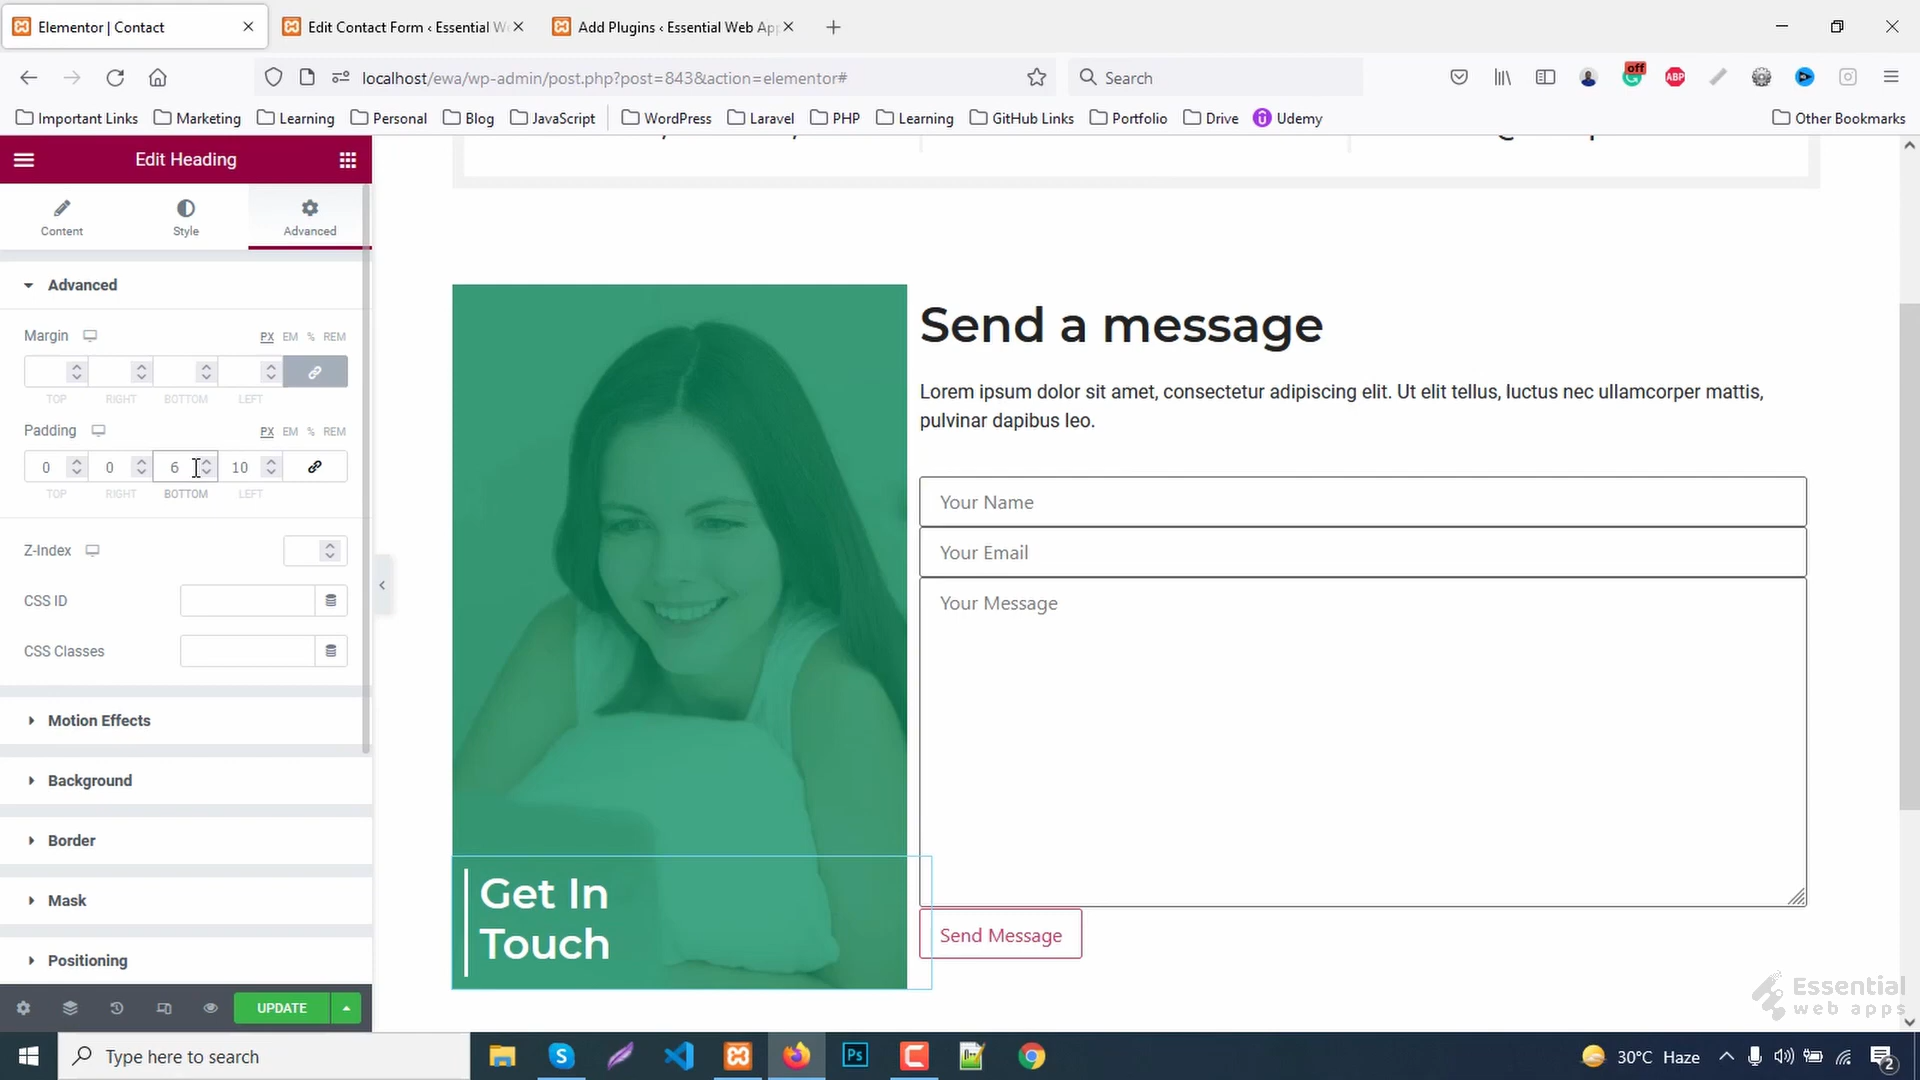 Elementor | Contact
Edit Contact Form ‹ Essential W
Add Plugins ‹ Essential Web Ap
localhost/ewa/wp-admin/post.php?post=843&action=elementor#
Search
off
ABP
Important Links
Marketing
Learning
Personal
Blog
JavaScript
WordPress
Laravel
PHP
Learning
GitHub Links
Portfolio
Drive
Udemy
Other Bookmarks
Edit Heading
Content
Style
Advanced
Advanced
Margin
PX EM % REM
TOP RIGHT BOTTOM LEFT
Padding
PX EM % REM
0 0 6 10
TOP RIGHT BOTTOM LEFT
Z-Index
CSS ID
CSS Classes
Motion Effects
Background
Border
Mask
Positioning
UPDATE
Send a message
Lorem ipsum dolor sit amet, consectetur adipiscing elit. Ut elit tellus, luctus nec ullamcorper mattis,
pulvinar dapibus leo.
Your Name
Your Email
Your Message
Send Message
Get In
Touch
Essential
web apps
Type here to search
S
Ps
30°C Haze
2